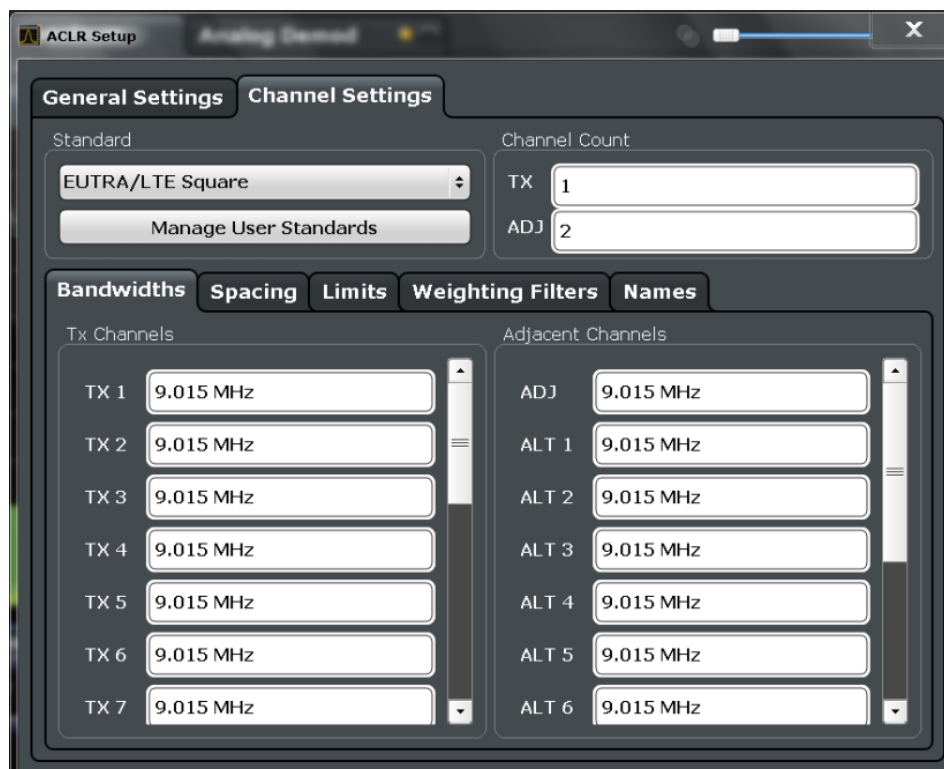 ACLR Setup
Analog Demod
X
General Settings
Channel Settings
Standard
Channel Count
EUTRA/LTE Square
TX
1
Manage User Standards
ADJ
2
Bandwidths
Spacing
Limits
Weighting Filters
Names
Tx Channels
Adjacent Channels
TX 1
9.015 MHz
TX 2
9.015 MHz
TX 3
9.015 MHz
TX 4
9.015 MHz
TX 5
9.015 MHz
TX 6
9.015 MHz
TX 7
9.015 MHz
ADJ
9.015 MHz
ALT 1
9.015 MHz
ALT 2
9.015 MHz
ALT 3
9.015 MHz
ALT 4
9.015 MHz
ALT 5
9.015 MHz
ALT 6
9.015 MHz